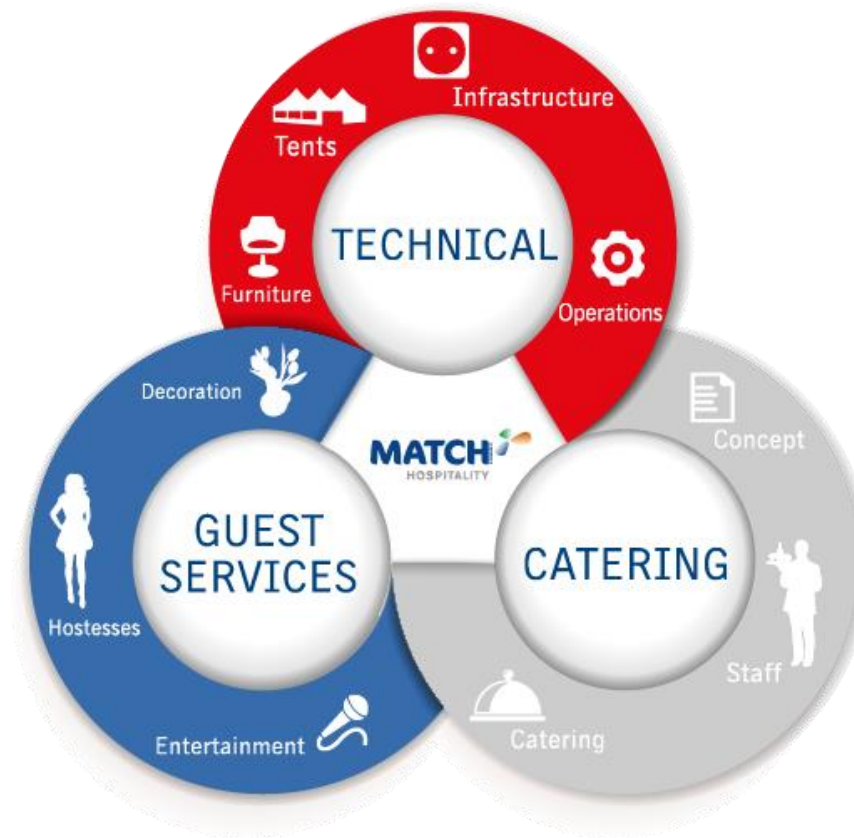 Infrastructure
Tents
TECHNICAL
Furniture
Operations
Decoration
MATCH
HOSPITALITY
Concept
GUEST
SERVICES
CATERING
Hostesses
Staff
Entertainment
Catering